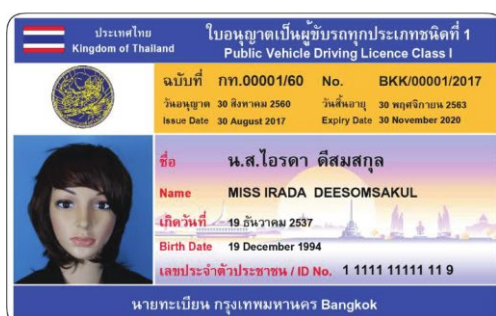 ประเทศไทย
Kingdom of Thailand
ใบอนุญาตเป็นผู้ขับรถทุกประเภทชนิดที่ 1
Public Vehicle Driving Licence Class I
ฉบับที่ กท.00001/60 No. BKK/00001/2017
วันอนุญาต 30 สิงหาคม 2560 วันสิ้นอายุ 30 พฤศจิกายน 2563
Issue Date 30 August 2017 Expiry Date 30 November 2020
ชื่อ น.ส.ไอรดา ดีสมสกุล
Name MISS IRADA DEESOMSAKUL
เกิดวันที่ 19 ธันวาคม 2537
Birth Date 19 December 1994
เลขประจำตัวประชาชน / ID No. 1 1111 11111 11 9
นายทะเบียน กรุงเทพมหานคร Bangkok